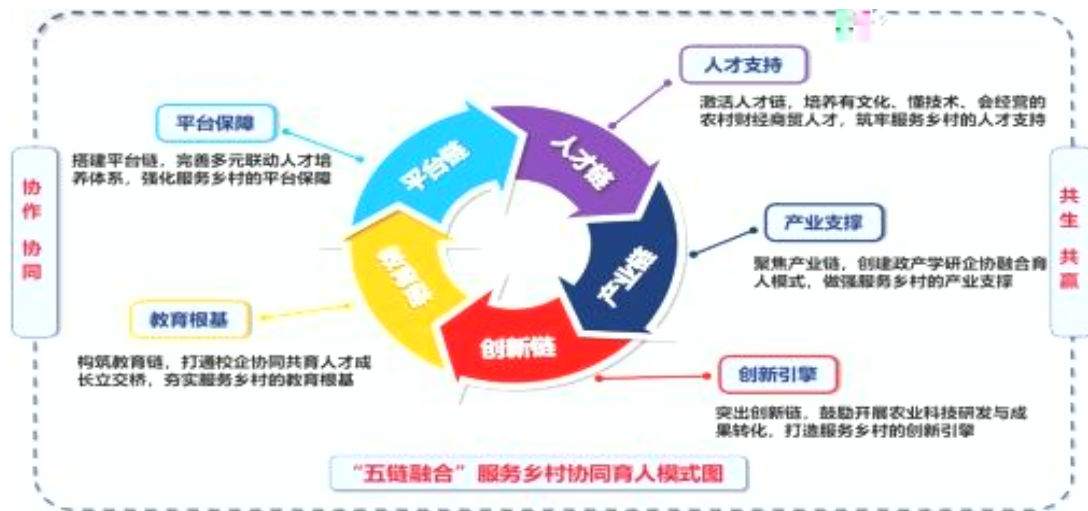 人才支持
激活人才链，培养有文化、懂技术、会经营的
农村财经商贸人才，筑牢服务乡村的人才支持
平台保障
搭建平台链，完善多元联动人才培
养体系，强化服务乡村的平台保障
平台链
人才链
协作 协同
共生 共赢
产业支撑
聚焦产业链，创建政产学研企协融合育
人模式，做强服务乡村的产业支撑
教育链
产业链
教育根基
构筑教育链，打通校企协同共育人才成
长立交桥，夯实服务乡村的教育根基
创新链
创新引擎
突出创新链，鼓励开展农业科技研发与成
果转化，打造服务乡村的创新引擎
“五链融合”服务乡村协同育人模式图